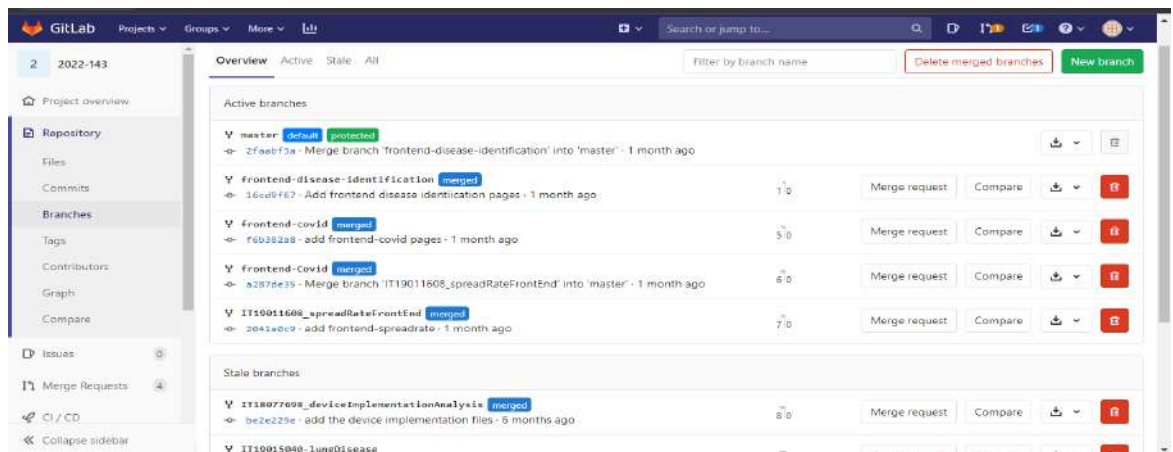 GitLab Projects Groups More Search or jump to...
2 2022-143
Overview Active Stale All Filter by branch name Delete merged branches New branch
Project overview
Repository
Files
Commits
Branches
Tags
Contributors
Graph
Compare
Issues 0
Merge Requests 4
CI / CD
Collapse sidebar
Active branches
master default protected
2faabf3a · Merge branch 'frontend-disease-identification' into 'master' · 1 month ago
frontend-disease-identification merged
16cd9f67 · Add frontend disease identiication pages · 1 month ago
1 0 Merge request Compare
frontend-covid merged
f6b382a8 · add frontend-covid pages · 1 month ago
5 0 Merge request Compare
frontend-Covid merged
a287de35 · Merge branch 'IT19011608_spreadRateFrontEnd' into 'master' · 1 month ago
6 0 Merge request Compare
IT19011608_spreadRateFrontEnd merged
2041a0c9 · add frontend-spreadrate · 1 month ago
7 0 Merge request Compare
Stale branches
IT18077698_deviceImplementationAnalysis merged
be2e229e · add the device implementation files · 6 months ago
8 0 Merge request Compare
IT19015040-lungDisease